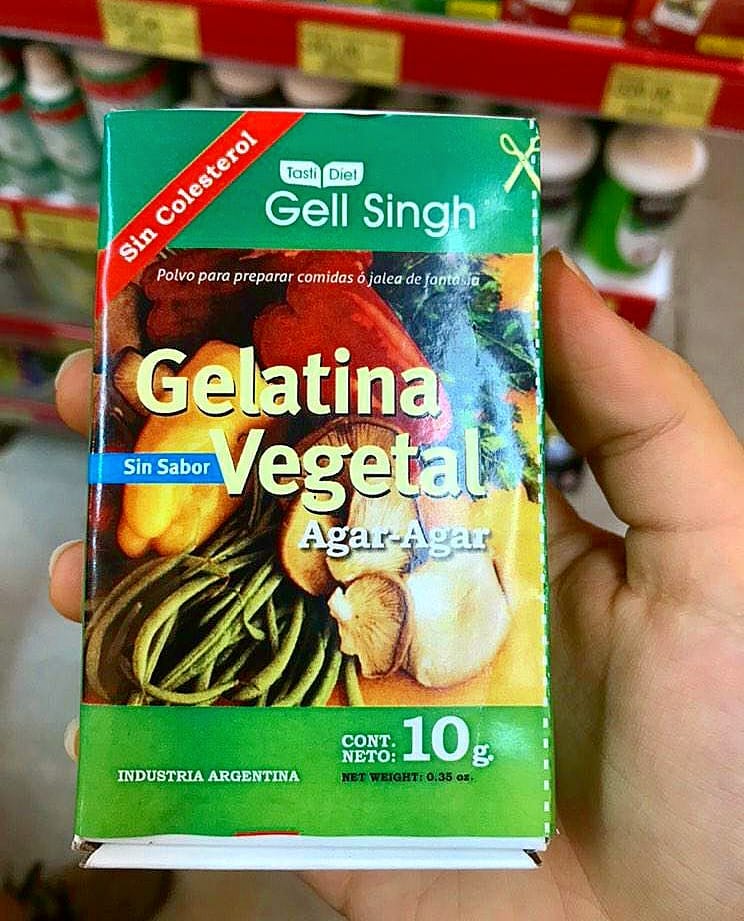 Sin Colesterol
Tasti Diet
Gell Singh
Polvo para preparar comidas ó jalea de fantasía
Gelatina
Sin Sabor
Vegetal
Agar-Agar
INDUSTRIA ARGENTINA
CONT.
NETO: 10 g.
NET WEIGHT: 0.35 oz.